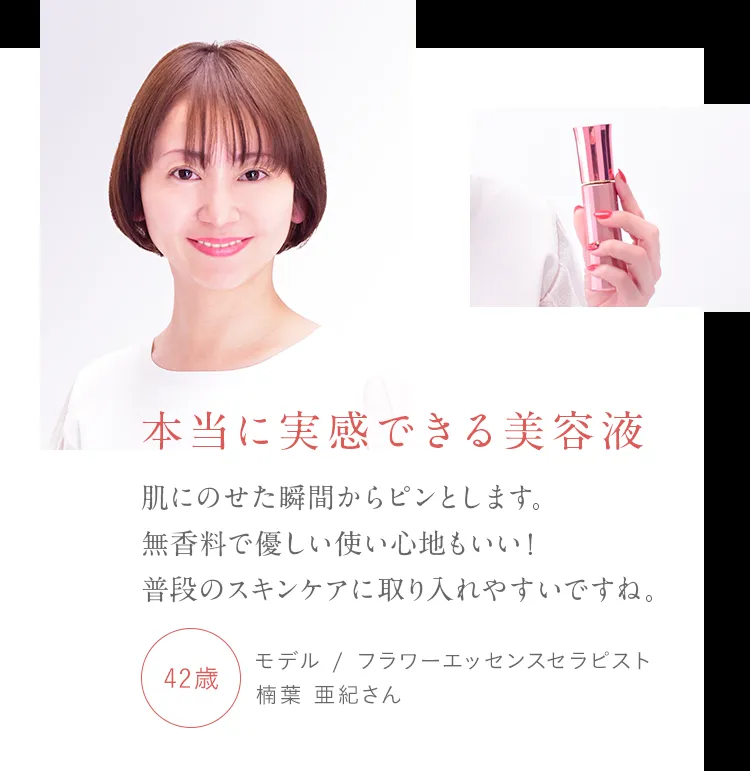 本当に実感できる美容液
肌にのせた瞬間からピンとします。
無香料で優しい使い心地もいい！
普段のスキンケアに取り入れやすいですね。
42歳
モデル / フラワーエッセンスセラピスト
楠葉 亜紀さん